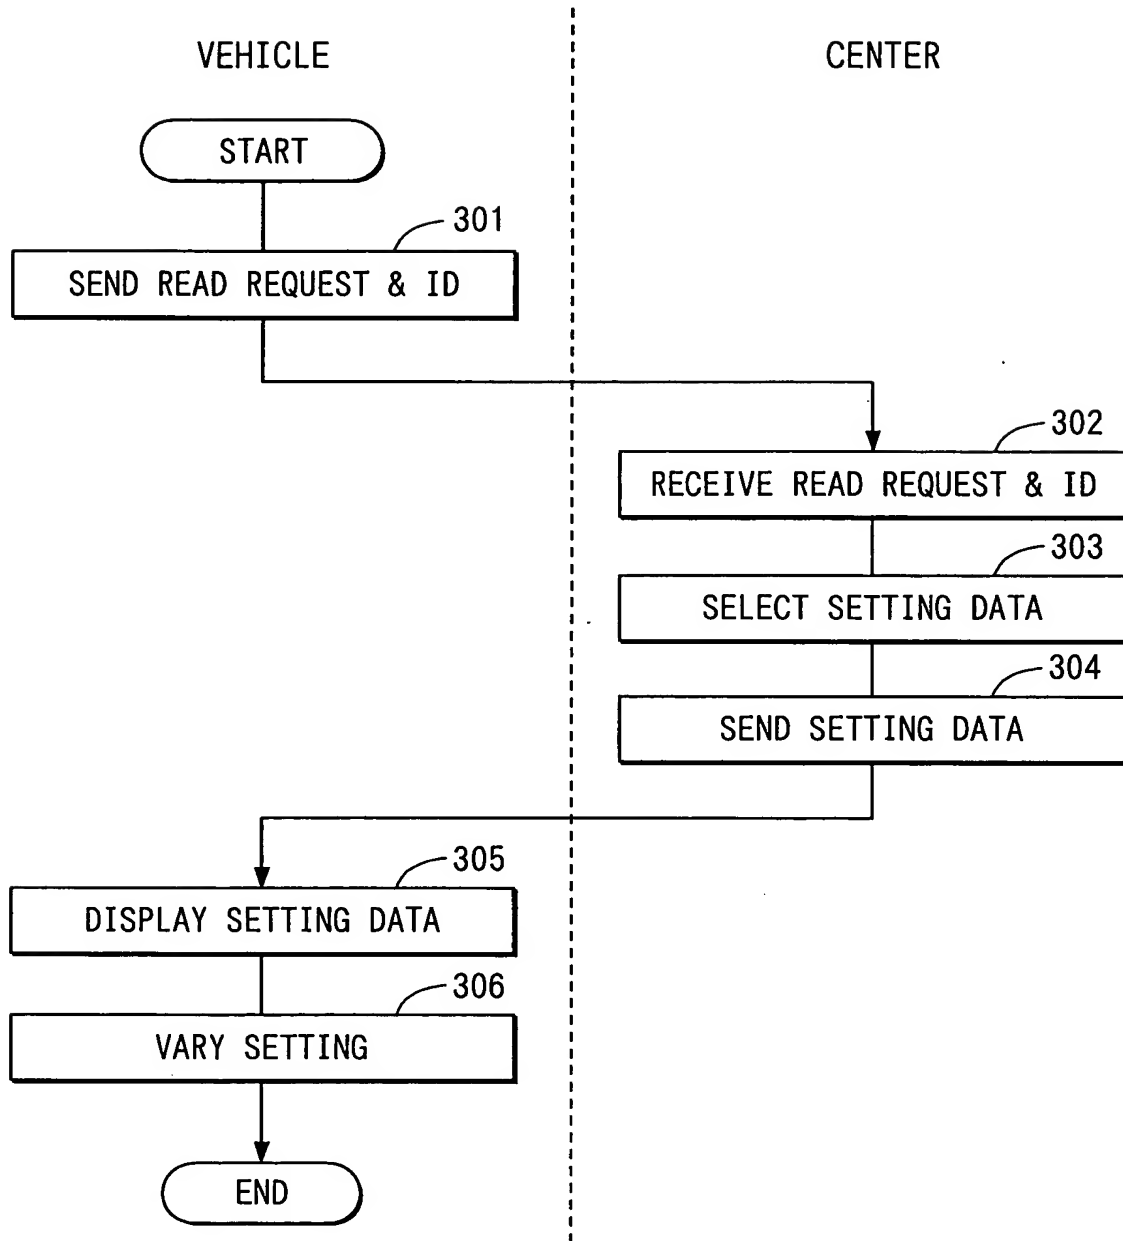 VEHICLE
CENTER
START
301
SEND READ REQUEST & ID
302
RECEIVE READ REQUEST & ID
303
SELECT SETTING DATA
304
SEND SETTING DATA
305
DISPLAY SETTING DATA
306
VARY SETTING
END